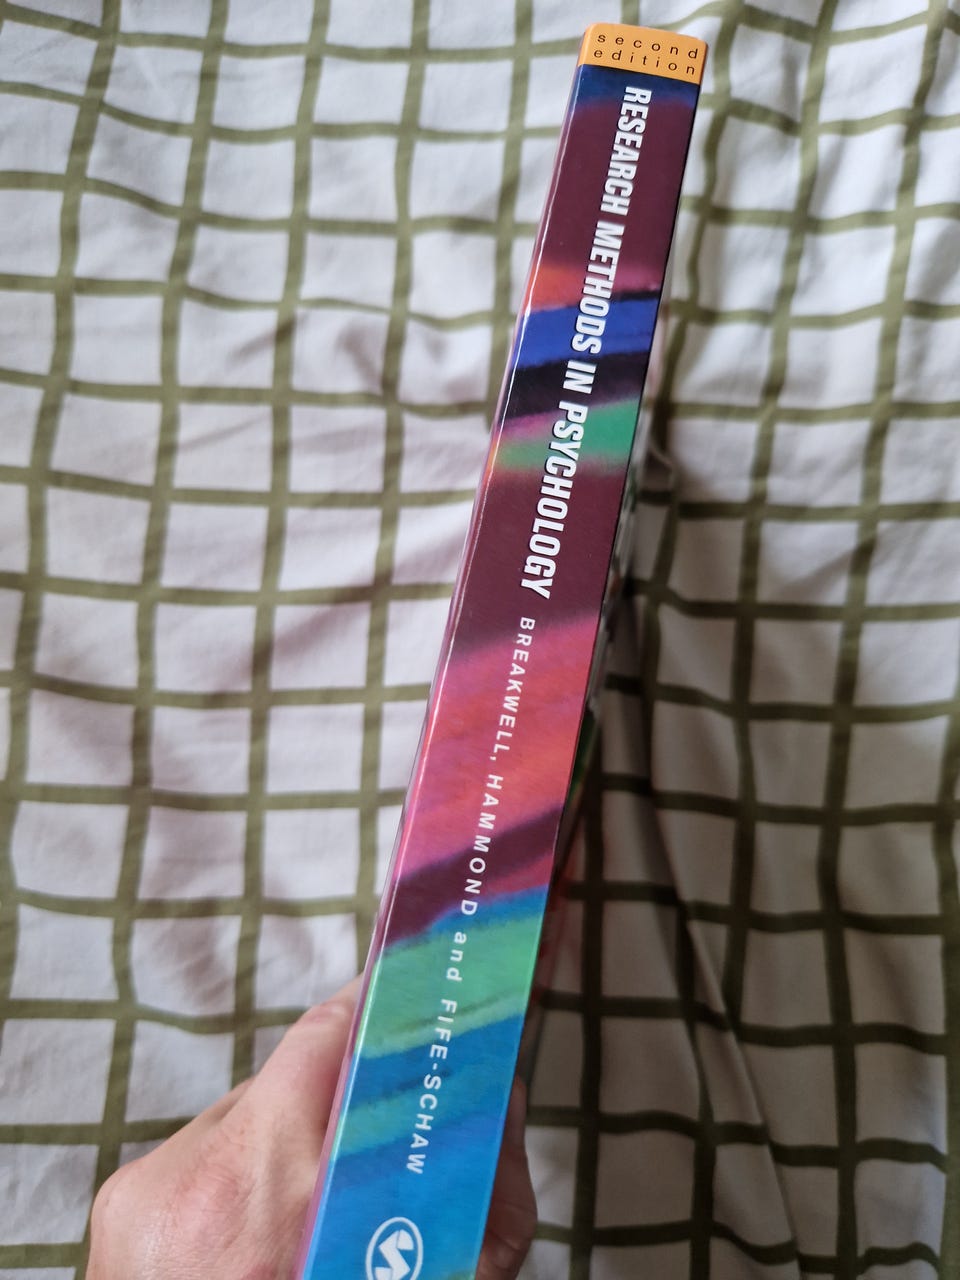 second
edition
RESEARCH METHODS IN PSYCHOLOGY BREAKWELL, HAMMOND and FIFE-SCHAW